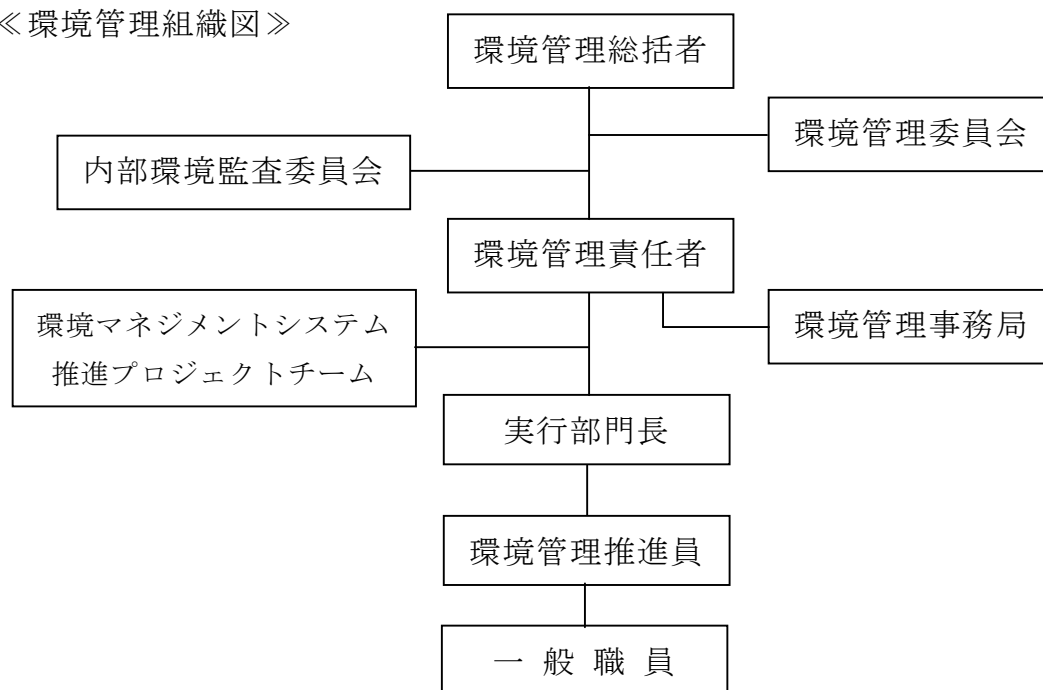 ≪環境管理組織図≫
環境管理総括者
環境管理委員会
内部環境監査委員会
環境管理責任者
環境マネジメントシステム
推進プロジェクトチーム
環境管理事務局
実行部門長
環境管理推進員
一 般 職 員